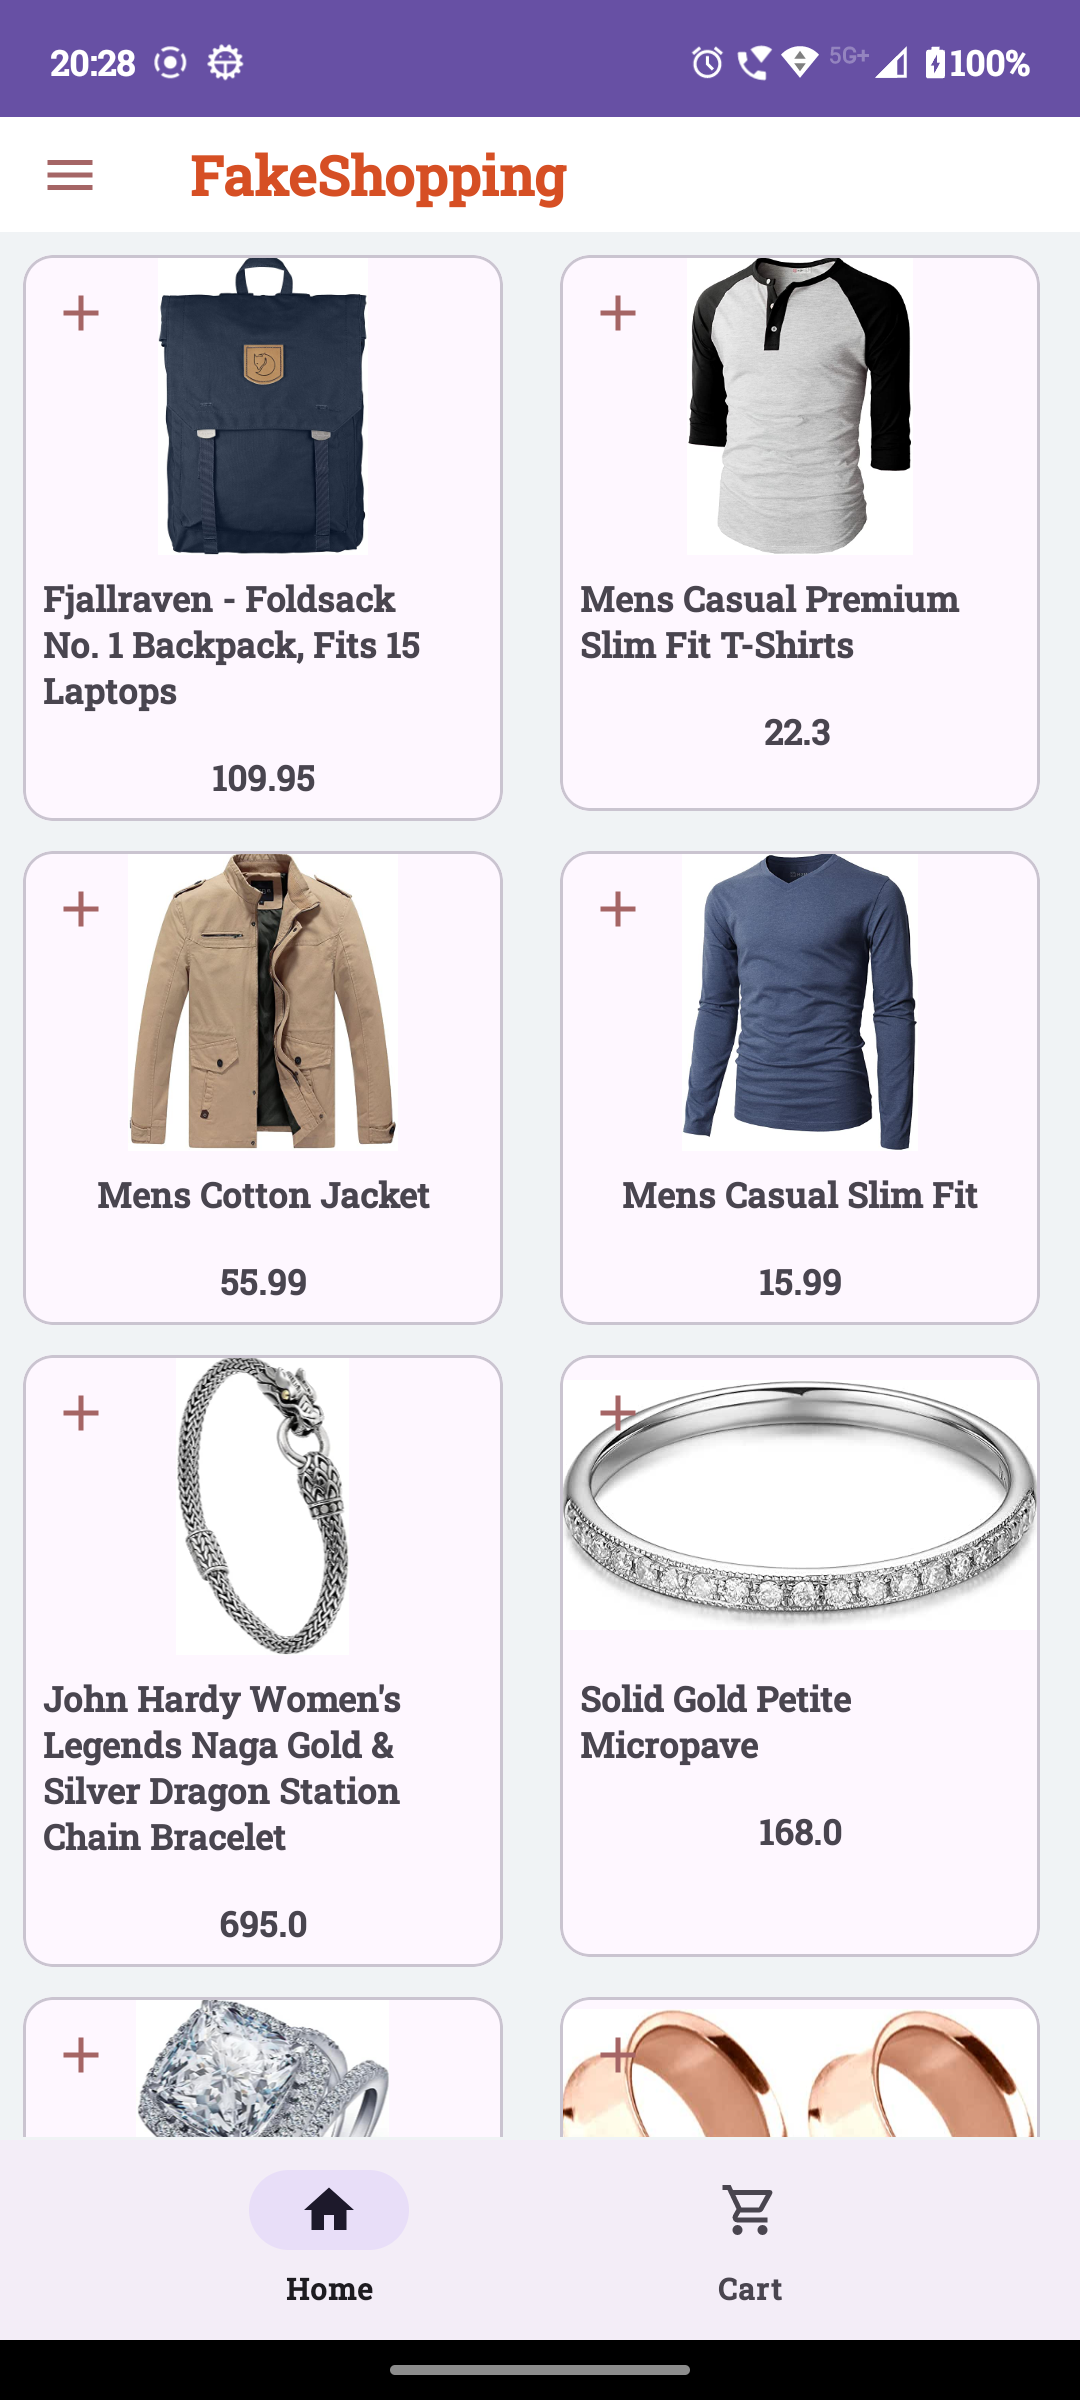 20:28
5G+
100%
FakeShopping
Fjallraven - Foldsack
No. 1 Backpack, Fits 15
Laptops
109.95
Mens Casual Premium
Slim Fit T-Shirts
22.3
Mens Cotton Jacket
55.99
Mens Casual Slim Fit
15.99
John Hardy Women's
Legends Naga Gold &
Silver Dragon Station
Chain Bracelet
695.0
Solid Gold Petite
Micropave
168.0
Home
Cart